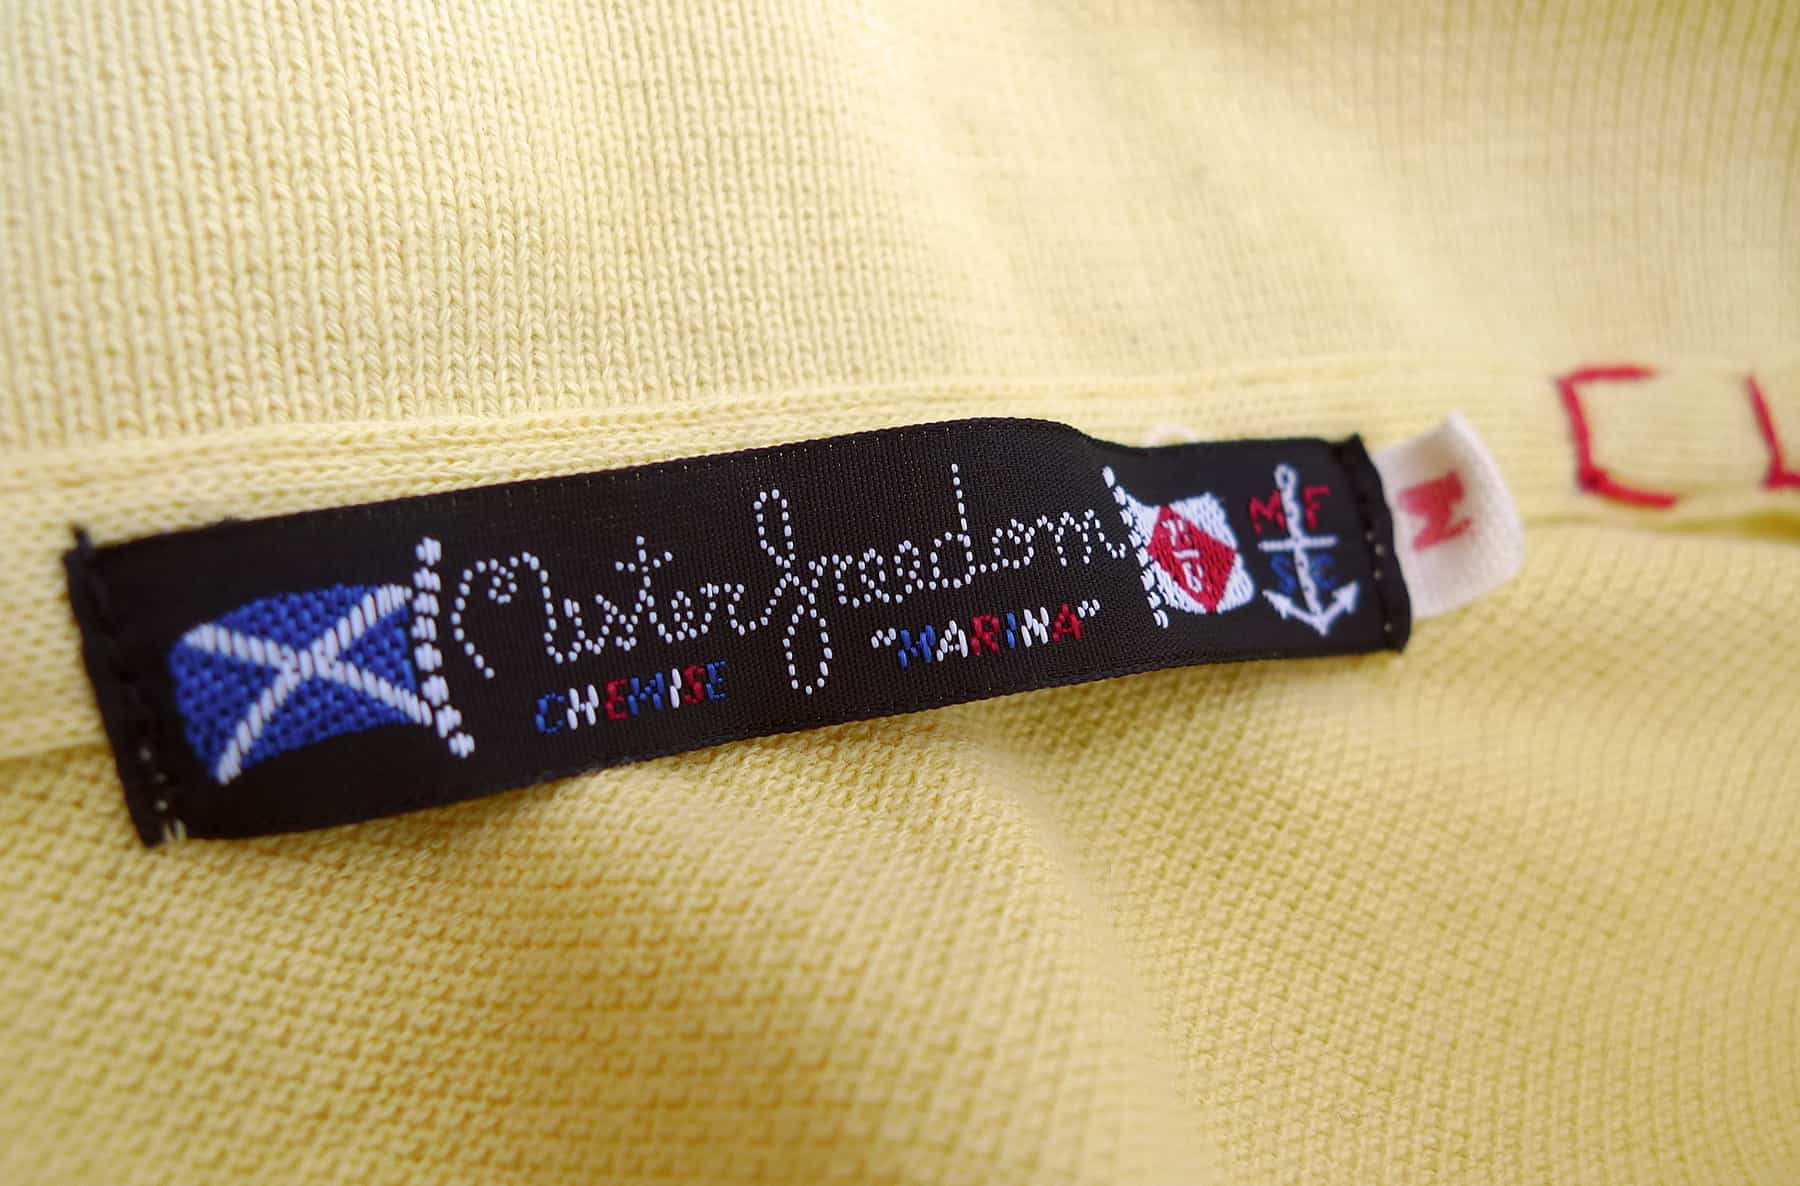 Mister Freedom
CHEMISE "MARINA"
M F
S C
M